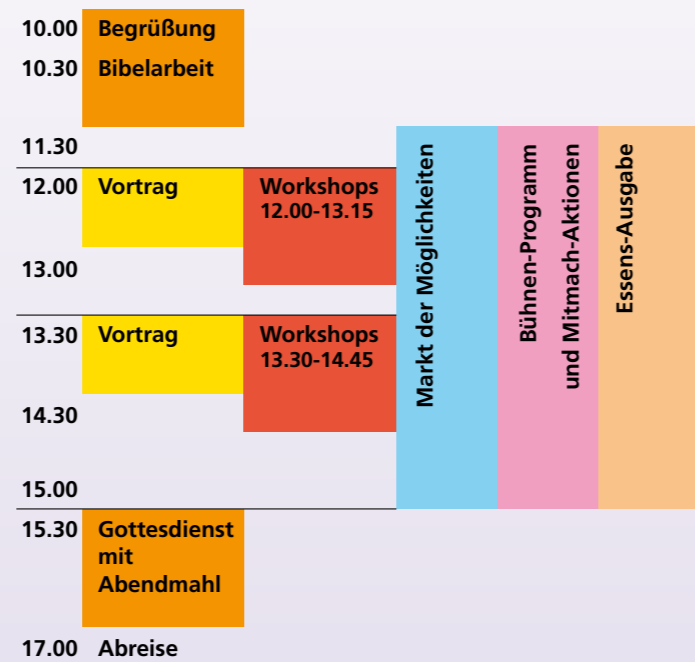 10.00 Begrüßung
10.30 Bibelarbeit
11.30
12.00 Vortrag
Workshops
12.00-13.15
13.00
13.30 Vortrag
Workshops
13.30-14.45
14.30
15.00
15.30 Gottesdienst
mit
Abendmahl
17.00 Abreise
Markt der Möglichkeiten
Bühnen-Programm
und Mitmach-Aktionen
Essens-Ausgabe